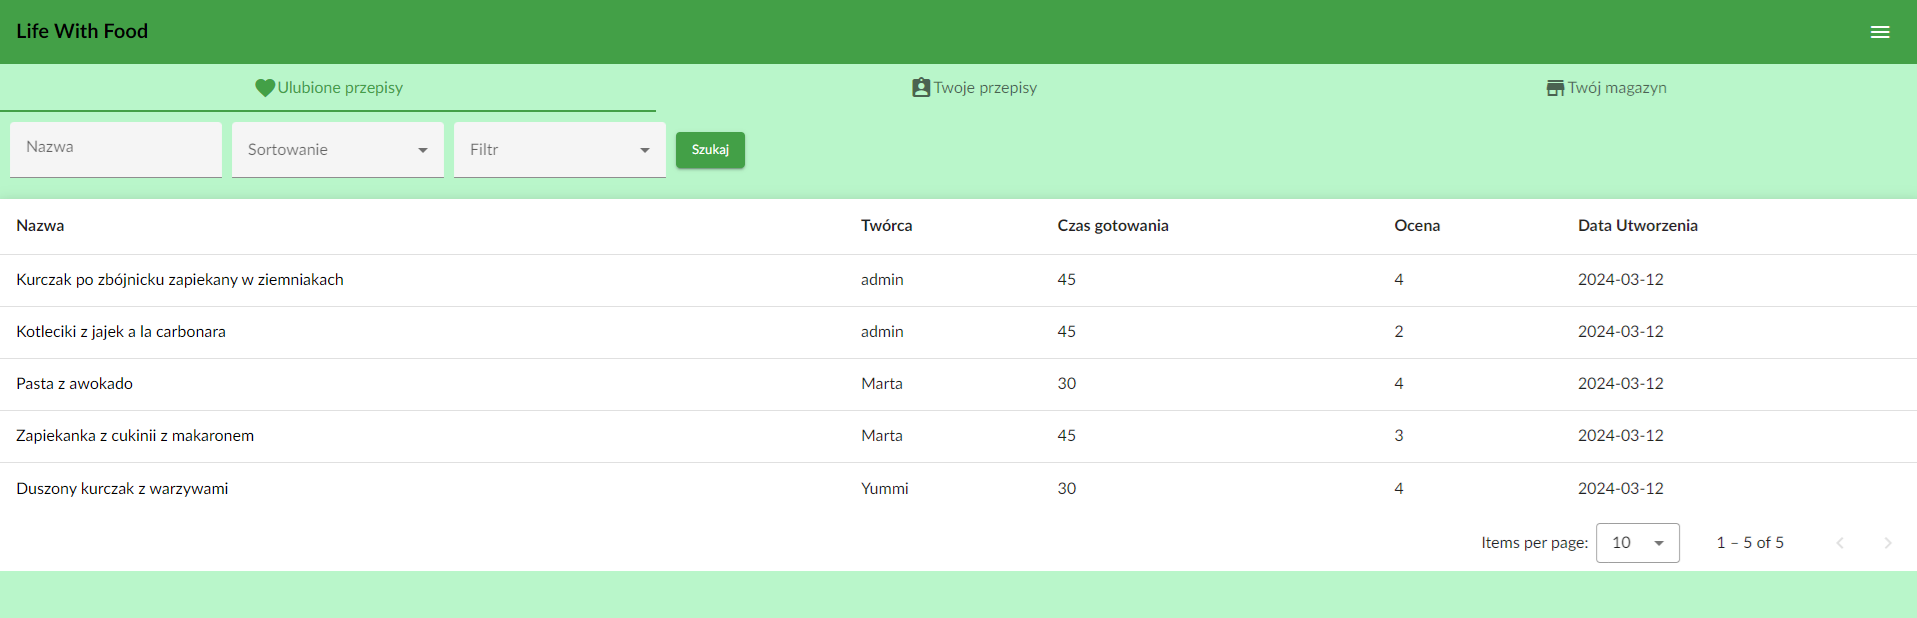 Life With Food
Ulubione przepisy Twoje przepisy Twój magazyn
Nazwa Sortowanie Filtr Szukaj
Nazwa Twórca Czas gotowania Ocena Data Utworzenia
Kurczak po zbójnicku zapiekany w ziemniakach admin 45 4 2024-03-12
Kotleciki z jajek a la carbonara admin 45 2 2024-03-12
Pasta z awokado Marta 30 4 2024-03-12
Zapiekanka z cukinii z makaronem Marta 45 3 2024-03-12
Duszony kurczak z warzywami Yummi 30 4 2024-03-12
Items per page: 10 1 – 5 of 5